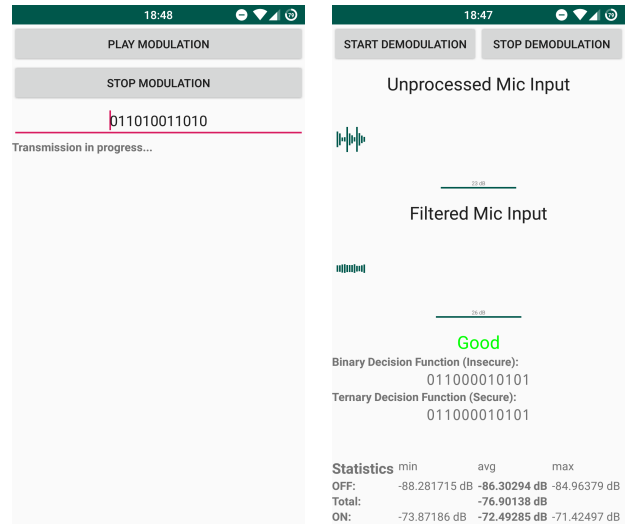 18:48
79
PLAY MODULATION
STOP MODULATION
011010011010
Transmission in progress...
18:47
79
START DEMODULATION STOP DEMODULATION
Unprocessed Mic Input
23 dB
Filtered Mic Input
26 dB
Good
Binary Decision Function (Insecure):
011000010101
Ternary Decision Function (Secure):
011000010101
Statistics min avg max
OFF: -88.281715 dB -86.30294 dB -84.96379 dB
Total: -76.90138 dB
ON: -73.87186 dB -72.49285 dB -71.42497 dB